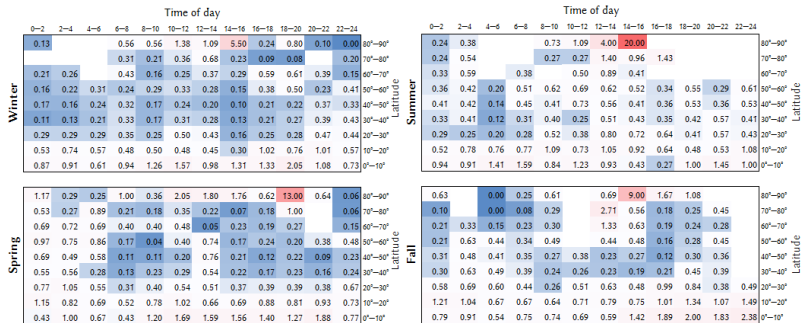 Time of day
0–2 2–4 4–6 6–8 8–10 10–12 12–14 14–16 16–18 18–20 20–22 22–24
Winter
0.13 0.56 0.56 1.38 1.09 5.50 0.24 0.80 0.10 0.00 80°–90°
0.31 0.21 0.36 0.68 0.23 0.09 0.08 0.20 70°–80°
0.21 0.26 0.43 0.16 0.25 0.37 0.29 0.59 0.61 0.39 0.15 60°–70°
0.16 0.22 0.31 0.24 0.29 0.33 0.29 0.15 0.38 0.50 0.23 0.41 50°–60°
0.17 0.16 0.24 0.32 0.17 0.24 0.20 0.10 0.21 0.22 0.37 0.33 40°–50°
0.11 0.13 0.21 0.33 0.16 0.27 0.28 0.13 0.21 0.27 0.39 0.43 30°–40°
0.29 0.29 0.29 0.35 0.25 0.50 0.43 0.16 0.25 0.28 0.47 0.44 20°–30°
0.53 0.74 0.57 0.48 0.50 0.48 0.45 0.30 1.02 0.76 1.01 0.57 10°–20°
0.87 0.91 0.61 0.94 1.26 1.57 0.98 1.31 1.33 2.05 1.08 0.73 0°–10°
Latitude
Time of day
0–2 2–4 4–6 6–8 8–10 10–12 12–14 14–16 16–18 18–20 20–22 22–24
Summer
0.24 0.38 0.73 1.09 4.00 20.00 80°–90°
0.24 0.54 0.27 0.27 1.40 0.96 1.43 70°–80°
0.33 0.59 0.38 0.50 0.89 0.41 60°–70°
0.36 0.42 0.20 0.51 0.62 0.69 0.62 0.52 0.34 0.55 0.29 0.61 50°–60°
0.41 0.42 0.14 0.45 0.41 0.73 0.56 0.41 0.53 0.36 0.36 0.53 40°–50°
0.33 0.41 0.12 0.31 0.40 0.25 0.51 0.43 0.35 0.37 0.31 0.41 30°–40°
0.29 0.25 0.20 0.28 0.52 0.38 0.80 0.72 0.64 0.41 0.57 0.43 20°–30°
0.52 0.78 0.76 0.77 1.09 0.73 1.05 0.92 0.64 0.48 0.53 1.08 10°–20°
0.94 0.91 1.41 1.59 0.84 1.23 0.93 0.43 0.27 1.00 1.45 1.00 0°–10°
Latitude
Spring
1.17 0.29 0.25 1.00 0.36 2.05 1.80 1.76 0.62 13.00 0.64 0.06 80°–90°
0.53 0.27 0.89 0.21 0.18 0.35 0.22 0.07 0.18 1.00 0.06 70°–80°
0.69 0.72 0.69 0.40 0.40 0.48 0.05 0.23 0.19 0.27 0.15 60°–70°
0.97 0.75 0.86 0.17 0.04 0.40 0.74 0.17 0.24 0.20 0.38 0.48 50°–60°
0.69 0.49 0.58 0.11 0.11 0.20 0.76 0.24 0.21 0.12 0.09 0.23 40°–50°
0.55 0.56 0.28 0.13 0.23 0.29 0.54 0.22 0.17 0.23 0.16 0.24 30°–40°
0.77 1.05 0.55 0.31 0.40 0.54 0.51 0.37 0.39 0.39 0.38 0.67 20°–30°
1.15 0.82 0.69 0.52 0.78 1.02 0.66 0.69 0.88 0.81 0.93 0.73 10°–20°
0.43 1.00 0.67 0.43 1.20 1.69 1.59 1.56 1.40 1.27 1.88 0.77 0°–10°
Latitude
Fall
0.63 0.00 0.25 0.61 0.69 9.00 1.67 1.08 80°–90°
0.10 0.00 0.08 0.29 2.71 0.56 0.18 0.25 0.45 70°–80°
0.21 0.33 0.15 0.23 0.30 1.33 0.63 0.19 0.24 0.28 60°–70°
0.21 0.63 0.44 0.34 0.49 0.44 0.48 0.16 0.28 0.45 50°–60°
0.31 0.48 0.63 0.41 0.27 0.38 0.23 0.27 0.12 0.30 0.36 40°–50°
0.30 0.63 0.41 0.39 0.24 0.26 0.23 0.19 0.21 0.45 0.39 30°–40°
0.58 0.69 0.60 0.44 0.26 0.51 0.63 0.48 0.39 0.52 0.38 0.49 20°–30°
1.21 1.04 0.67 0.67 0.64 0.71 0.79 0.75 1.01 1.34 1.07 1.49 10°–20°
0.79 0.91 0.54 0.75 0.59 0.74 1.09 1.42 1.89 2.00 1.83 2.38 0°–10°
Latitude